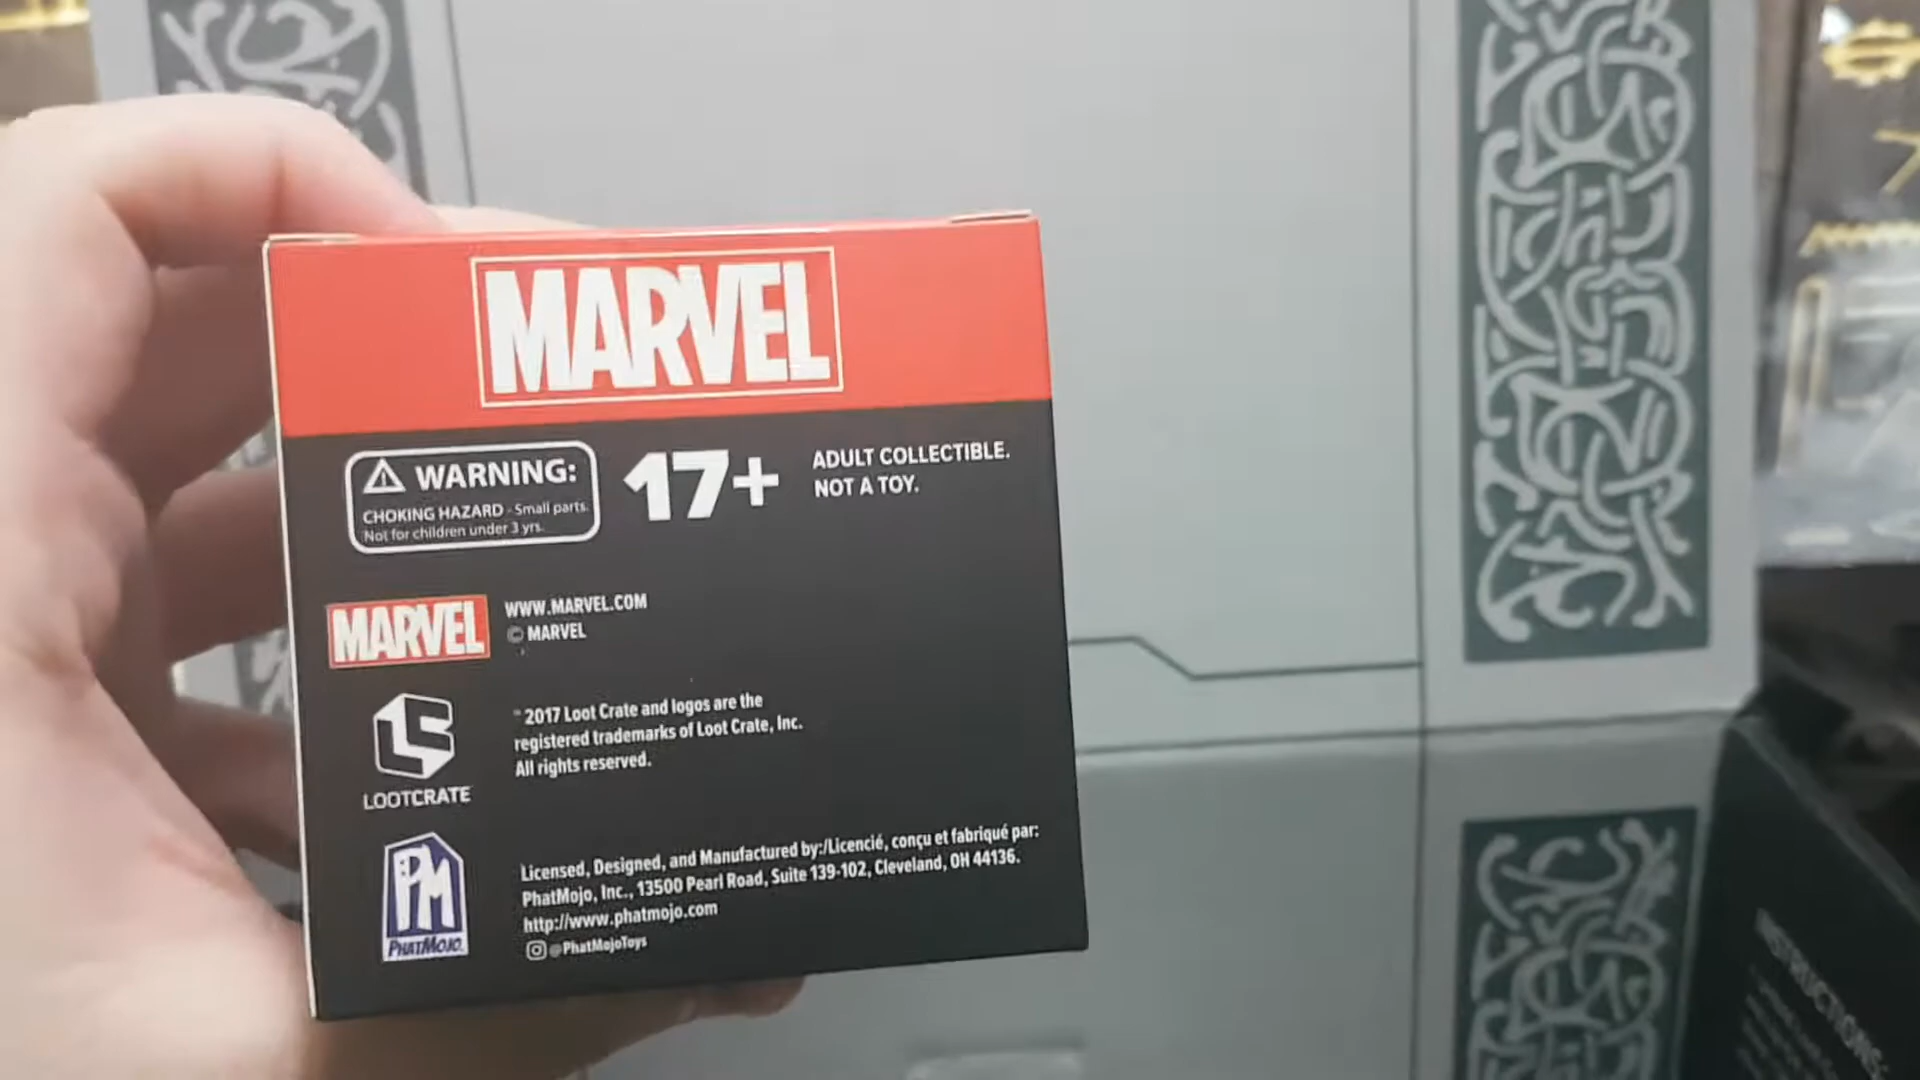 MARVEL
WARNING:
CHOKING HAZARD - Small parts.
Not for children under 3 yrs.
17+
ADULT COLLECTIBLE.
NOT A TOY.
MARVEL
WWW.MARVEL.COM
© MARVEL
LOOTCRATE
™ 2017 Loot Crate and logos are the
registered trademarks of Loot Crate, Inc.
All rights reserved.
PM
PHATMOJO
Licensed, Designed, and Manufactured by:/Licencié, conçu et fabriqué par:
PhatMojo, Inc., 13500 Pearl Road, Suite 139-102, Cleveland, OH 44136.
http://www.phatmojo.com
@PhatMojoToys
INSTRUCTIONS